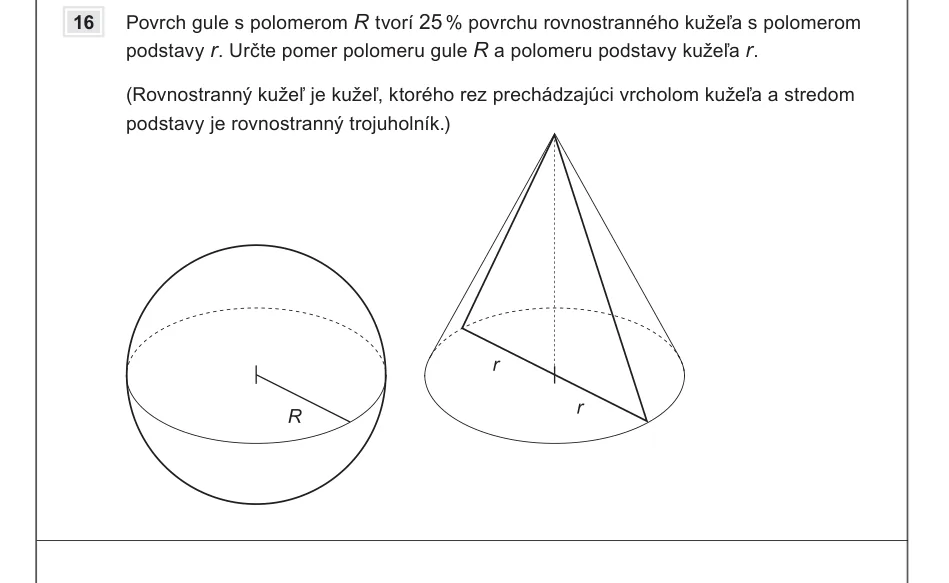 16 Povrch gule s polomerom R tvorí 25 % povrchu rovnostranného kužeľa s polomerom
podstavy r. Určte pomer polomeru gule R a polomeru podstavy kužeľa r.
(Rovnostranný kužeľ je kužeľ, ktorého rez prechádzajúci vrcholom kužeľa a stredom
podstavy je rovnostranný trojuholník.)
r
r
R